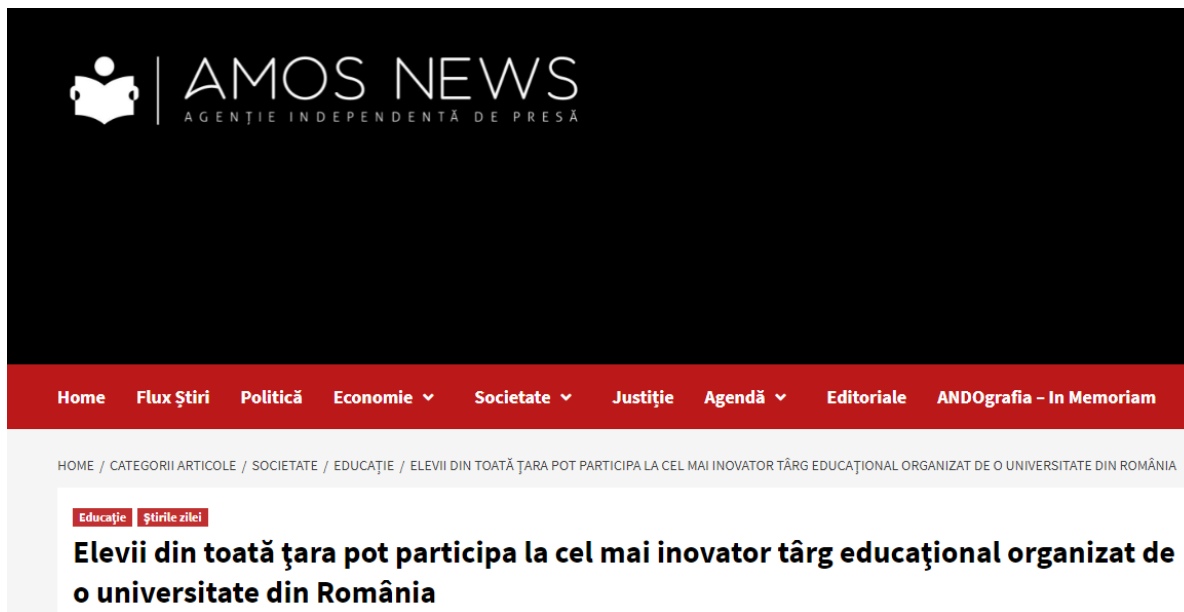 AMOS NEWS
AGENȚIE INDEPENDENTĂ DE PRESĂ
Home Flux Știri Politică Economie Societate Justiție Agendă Editoriale ANDOgrafia – In Memoriam
HOME / CATEGORII ARTICOLE / SOCIETATE / EDUCAȚIE / ELEVII DIN TOATĂ ŢARA POT PARTICIPA LA CEL MAI INOVATOR TÂRG EDUCAŢIONAL ORGANIZAT DE O UNIVERSITATE DIN ROMÂNIA
Educație Știrile zilei
Elevii din toată ţara pot participa la cel mai inovator târg educaţional organizat de
o universitate din România